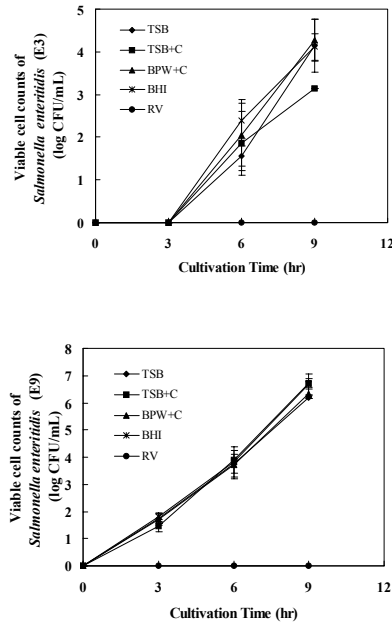 Viable cell counts of
Salmonella enteritidis (E3)
(log CFU/mL)
5
4
3
2
1
0
TSB
TSB+C
BPW+C
BHI
RV
0 3 6 9 12
Cultivation Time (hr)
Viable cell counts of
Salmonella enteritidis (E9)
(log CFU/mL)
8
7
6
5
4
3
2
1
0
TSB
TSB+C
BPW+C
BHI
RV
0 3 6 9 12
Cultivation Time (hr)